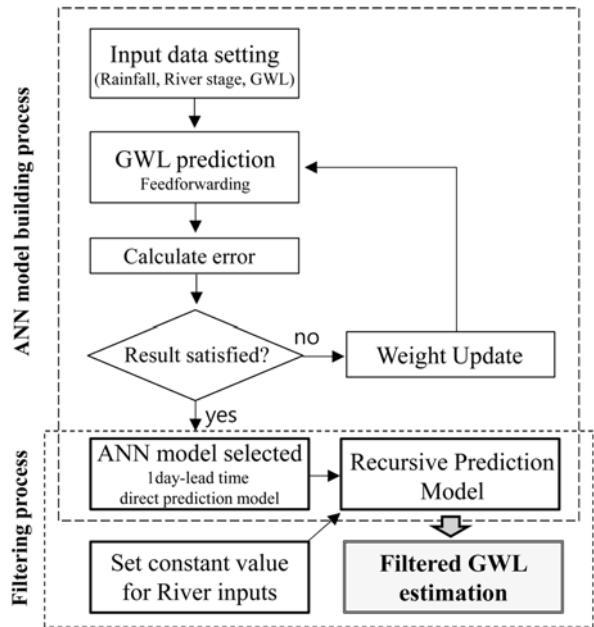 ANN model building process
Input data setting
(Rainfall, River stage, GWL)
GWL prediction
Feedforwarding
Calculate error
Result satisfied?
no
Weight Update
yes
Filtering process
ANN model selected
1day-lead time
direct prediction model
Recursive Prediction
Model
Set constant value
for River inputs
Filtered GWL
estimation